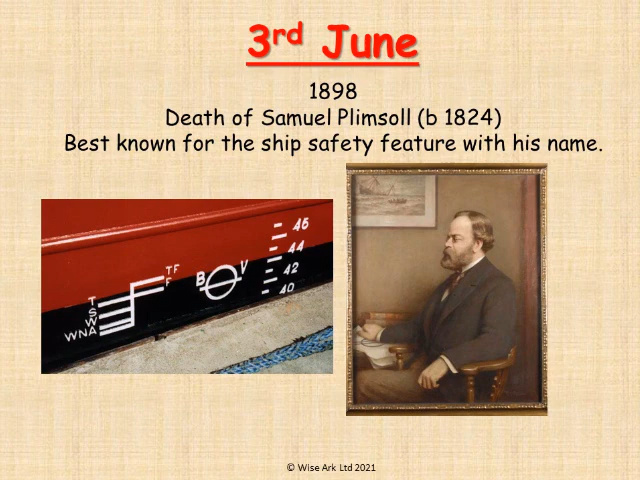 3rd June
1898
Death of Samuel Plimsoll (b 1824)
Best known for the ship safety feature with his name.
TF
F
T
S
W
WNA
B V
46
44
42
40
© Wise Ark Ltd 2021